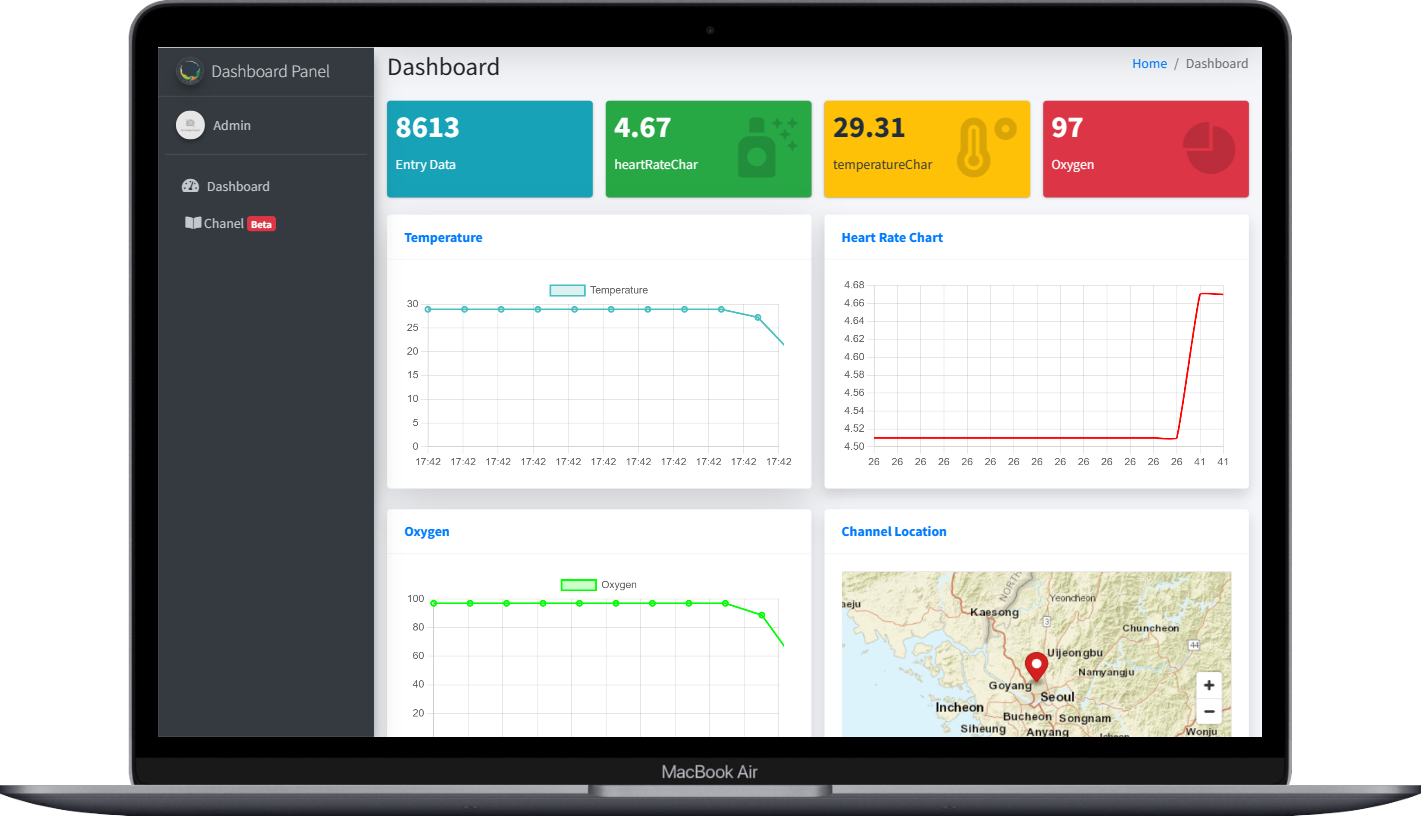 Dashboard Panel
Admin
Dashboard
Chanel Beta
Dashboard
Home / Dashboard
8613
Entry Data
4.67
heartRateChar
29.31
temperatureChar
97
Oxygen
Temperature
Temperature
30
25
20
15
10
5
0
17:42 17:42 17:42 17:42 17:42 17:42 17:42 17:42 17:42 17:42 17:42
Heart Rate Chart
4.68
4.66
4.64
4.62
4.60
4.58
4.56
4.54
4.52
4.50
26 26 26 26 26 26 26 26 26 26 26 26 26 26 41 41
Oxygen
Oxygen
100
80
60
40
20
Channel Location
NORTH
aeju
Yeoncheon
Kaesong
3
Chuncheon
44
Uijeongbu
Namyangju
Goyang
Seoul
+
Incheon
Bucheon Songnam
−
Siheung Anyang
Wonju
MacBook Air